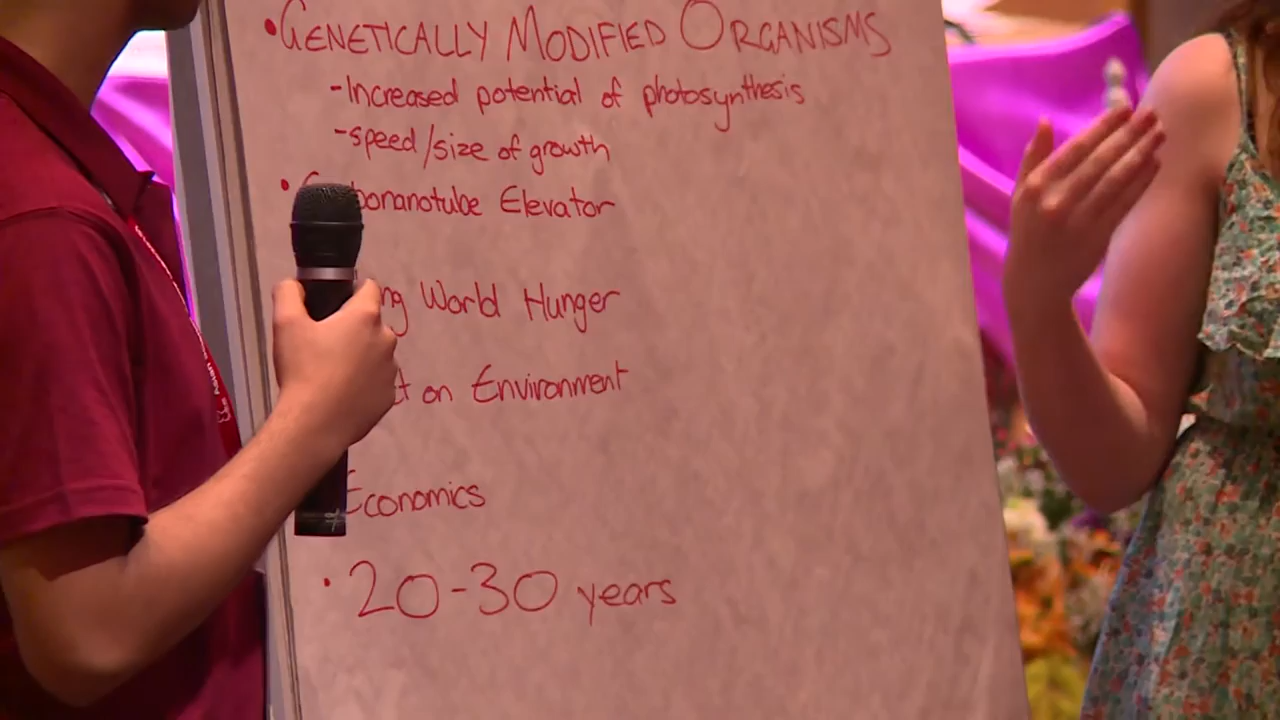 •GENETICALLY MODIFIED ORGANISMS
-Increased potential of photosynthesis
-speed/size of growth
• Elevator
World Hunger
on Environment
Economics
•20-30 years
Asian